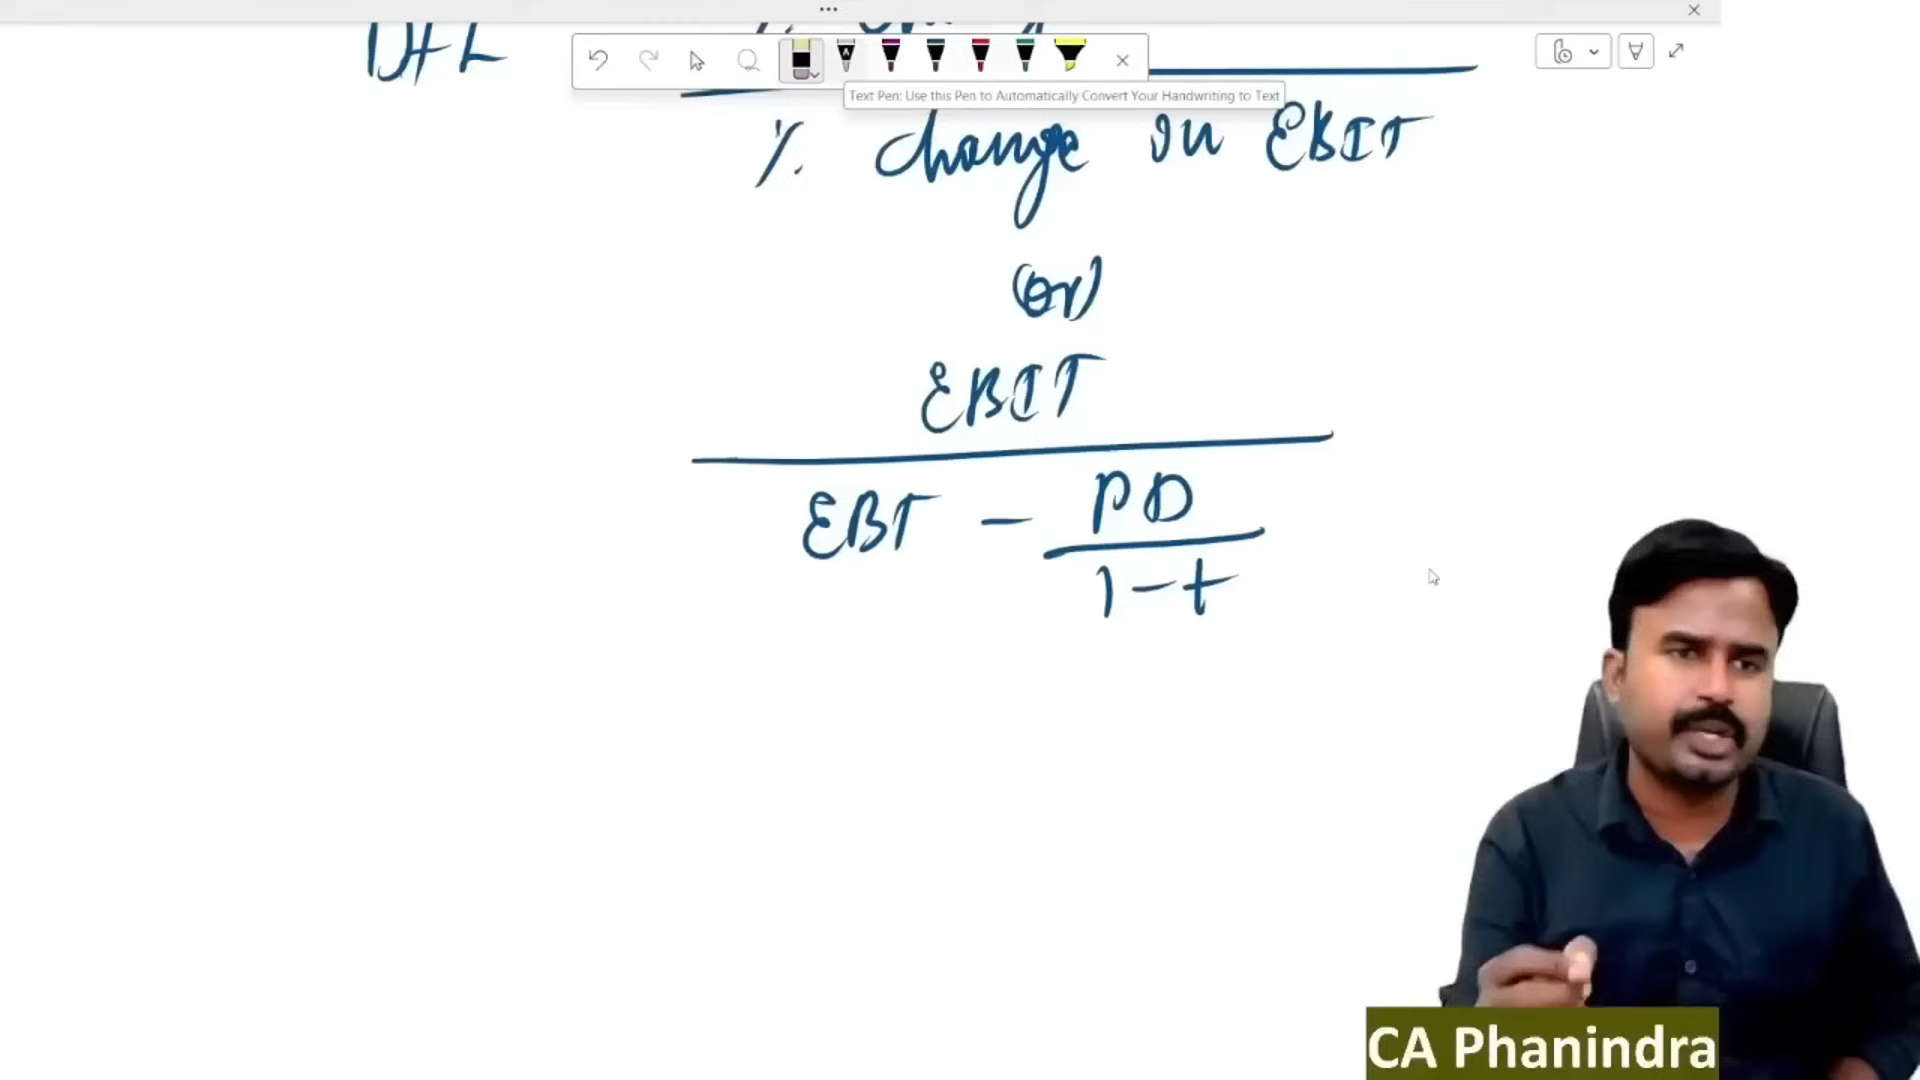 DFL
Text Pen: Use this Pen to Automatically Convert Your Handwriting to Text
% change in EBIT
(or)
EBIT
EBT - PD
1-t
CA Phanindra